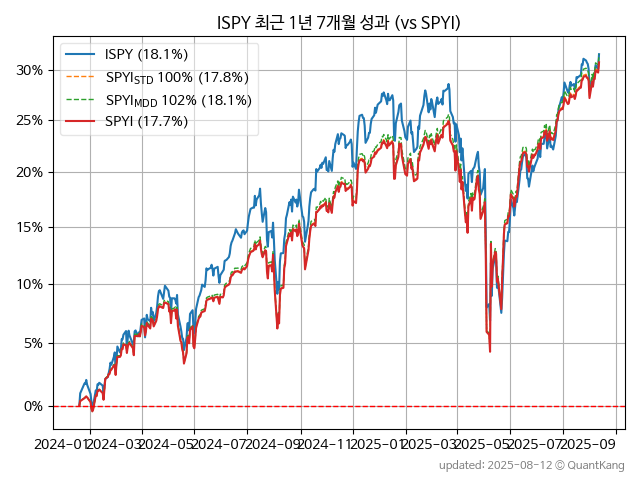 ISPY 최근 1년 7개월 성과 (vs SPYI)
ISPY (18.1%)
SPYI_STD 100% (17.8%)
SPYI_MDD 102% (18.1%)
SPYI (17.7%)
30%
25%
20%
15%
10%
5%
0%
2024-01 2024-03 2024-05 2024-07 2024-09 2024-11 2025-01 2025-03 2025-05 2025-07 2025-09
updated: 2025-08-12 © QuantKang